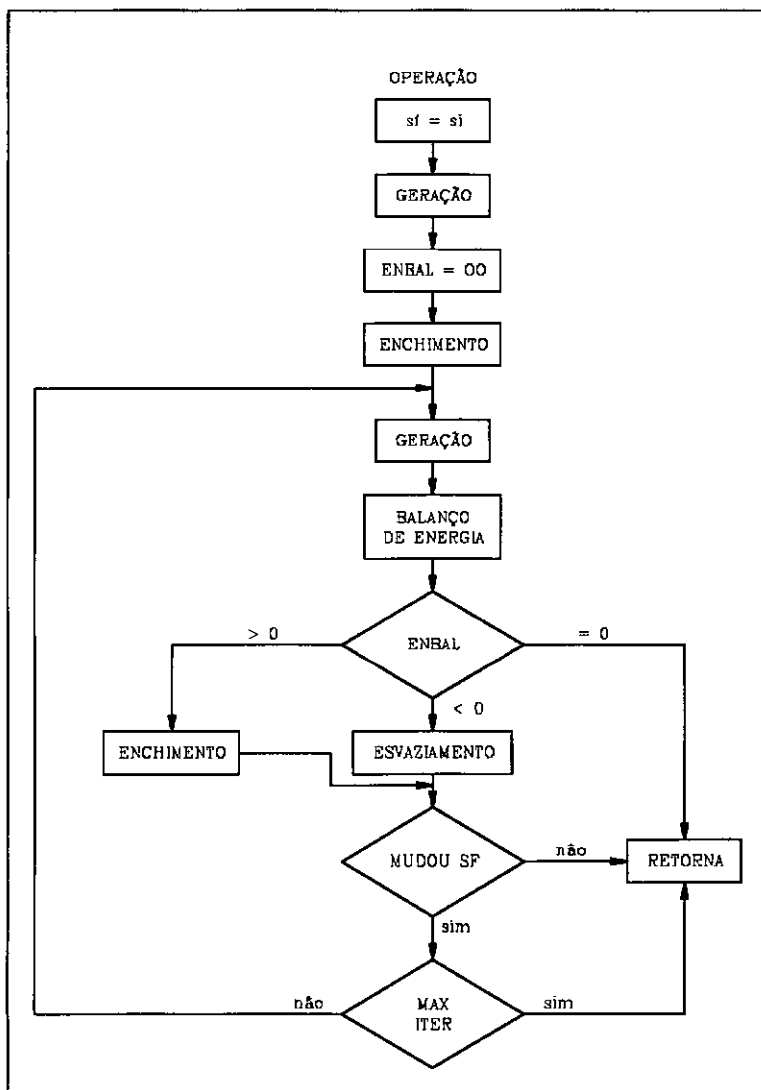 OPERAÇÃO
sf = si
GERAÇÃO
ENBAL = OO
ENCHIMENTO
GERAÇÃO
BALANÇO
DE ENERGIA
> 0
ENBAL
= 0
< 0
ENCHIMENTO
ESVAZIAMENTO
MUDOU SF
não
RETORNA
sim
não
MAX
ITER
sim